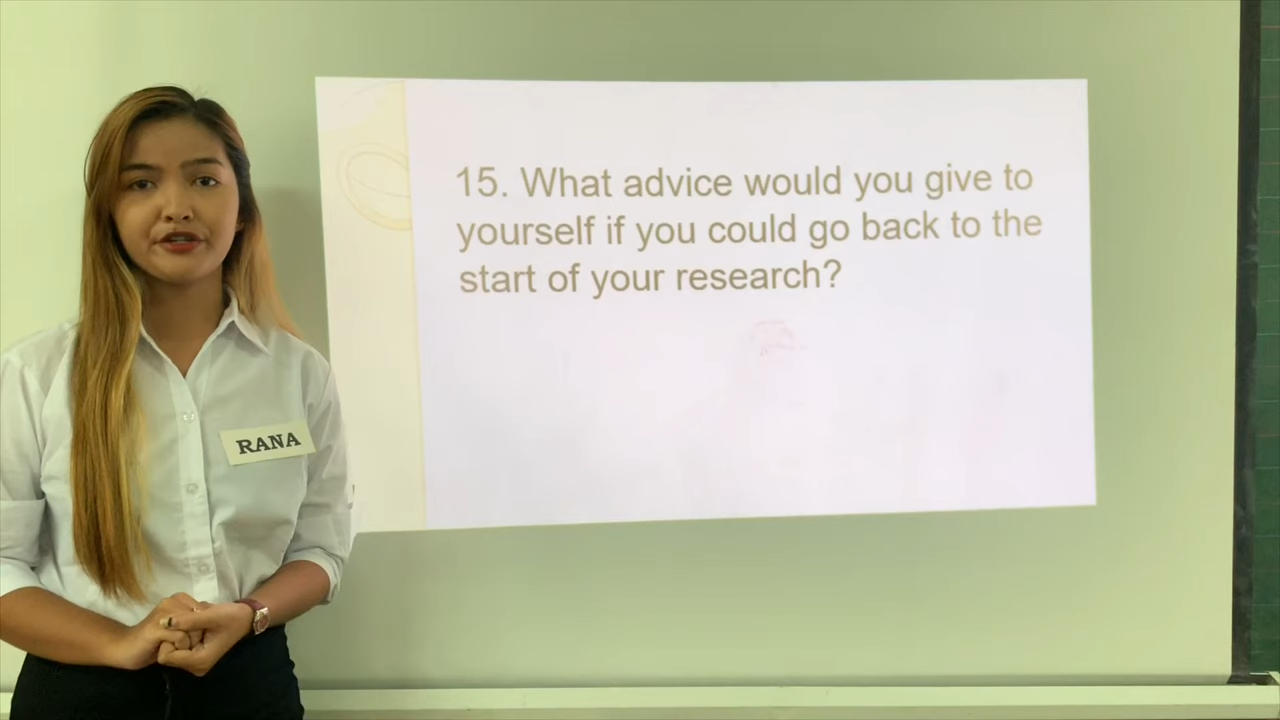 15. What advice would you give to
yourself if you could go back to the
start of your research?
RANA